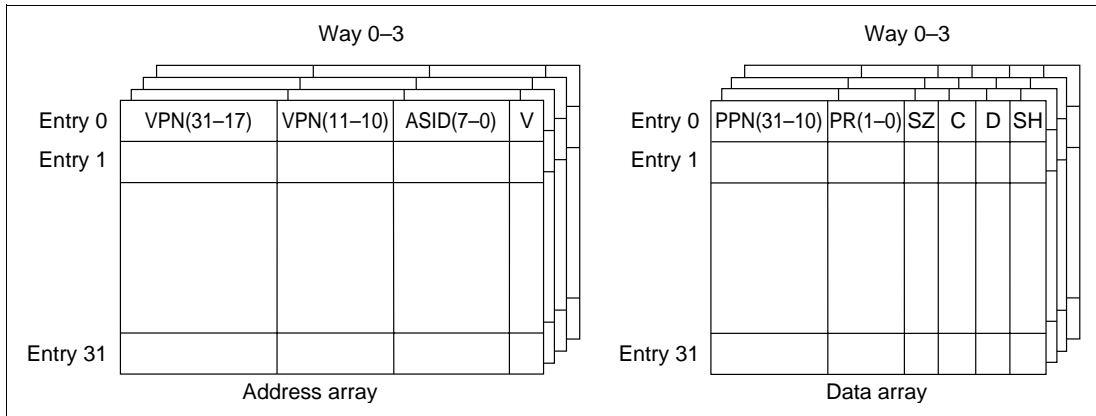 Way 0–3
Entry 0 VPN(31–17) VPN(11–10) ASID(7–0) V
Entry 1
Entry 31
Address array
Way 0–3
Entry 0 PPN(31–10) PR(1–0) SZ C D SH
Entry 1
Entry 31
Data array